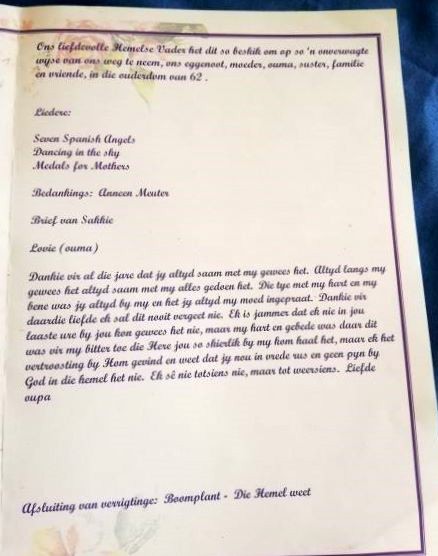 Ons liefdevolle Hemelse Vader het dit so beskik om op so 'n onverwagte
wyse van ons weg te neem, ons eggenoot, moeder, ouma, suster, familie
en vriende, in die ouderdom van 62 .
Liedere:
Seven Spanish Angels
Dancing in the sky
Medals for Mothers
Bedankings: Anneen Meuter
Brief van Sakkie
Lovie ( ouma )
Dankie vir al die jare dat jy altyd saam met my gewees het. Altyd langs my
gewees het altyd saam met my alles gedoen het. Die tye met my hart en my
bene was jy altyd by my en het jy altyd my moed ingepraat. Dankie vir
daardie liefde ek sal dit nooit vergeet nie. Ek is jammer dat ek nie in jou
laaste ure by jou kon gewees het nie, maar my hart en gebede was daar dit
was vir my bitter toe die Here jou so skierlik by my kom haal het, maar ek het
vertroosting by Hom gevind en weet dat jy nou in vrede rus en geen pyn by
God in die hemel het nie. Ek sê nie totsiens nie, maar tot weersiens. Liefde
oupa
Afsluiting van verrigtinge: Boomplant - Die Hemel weet